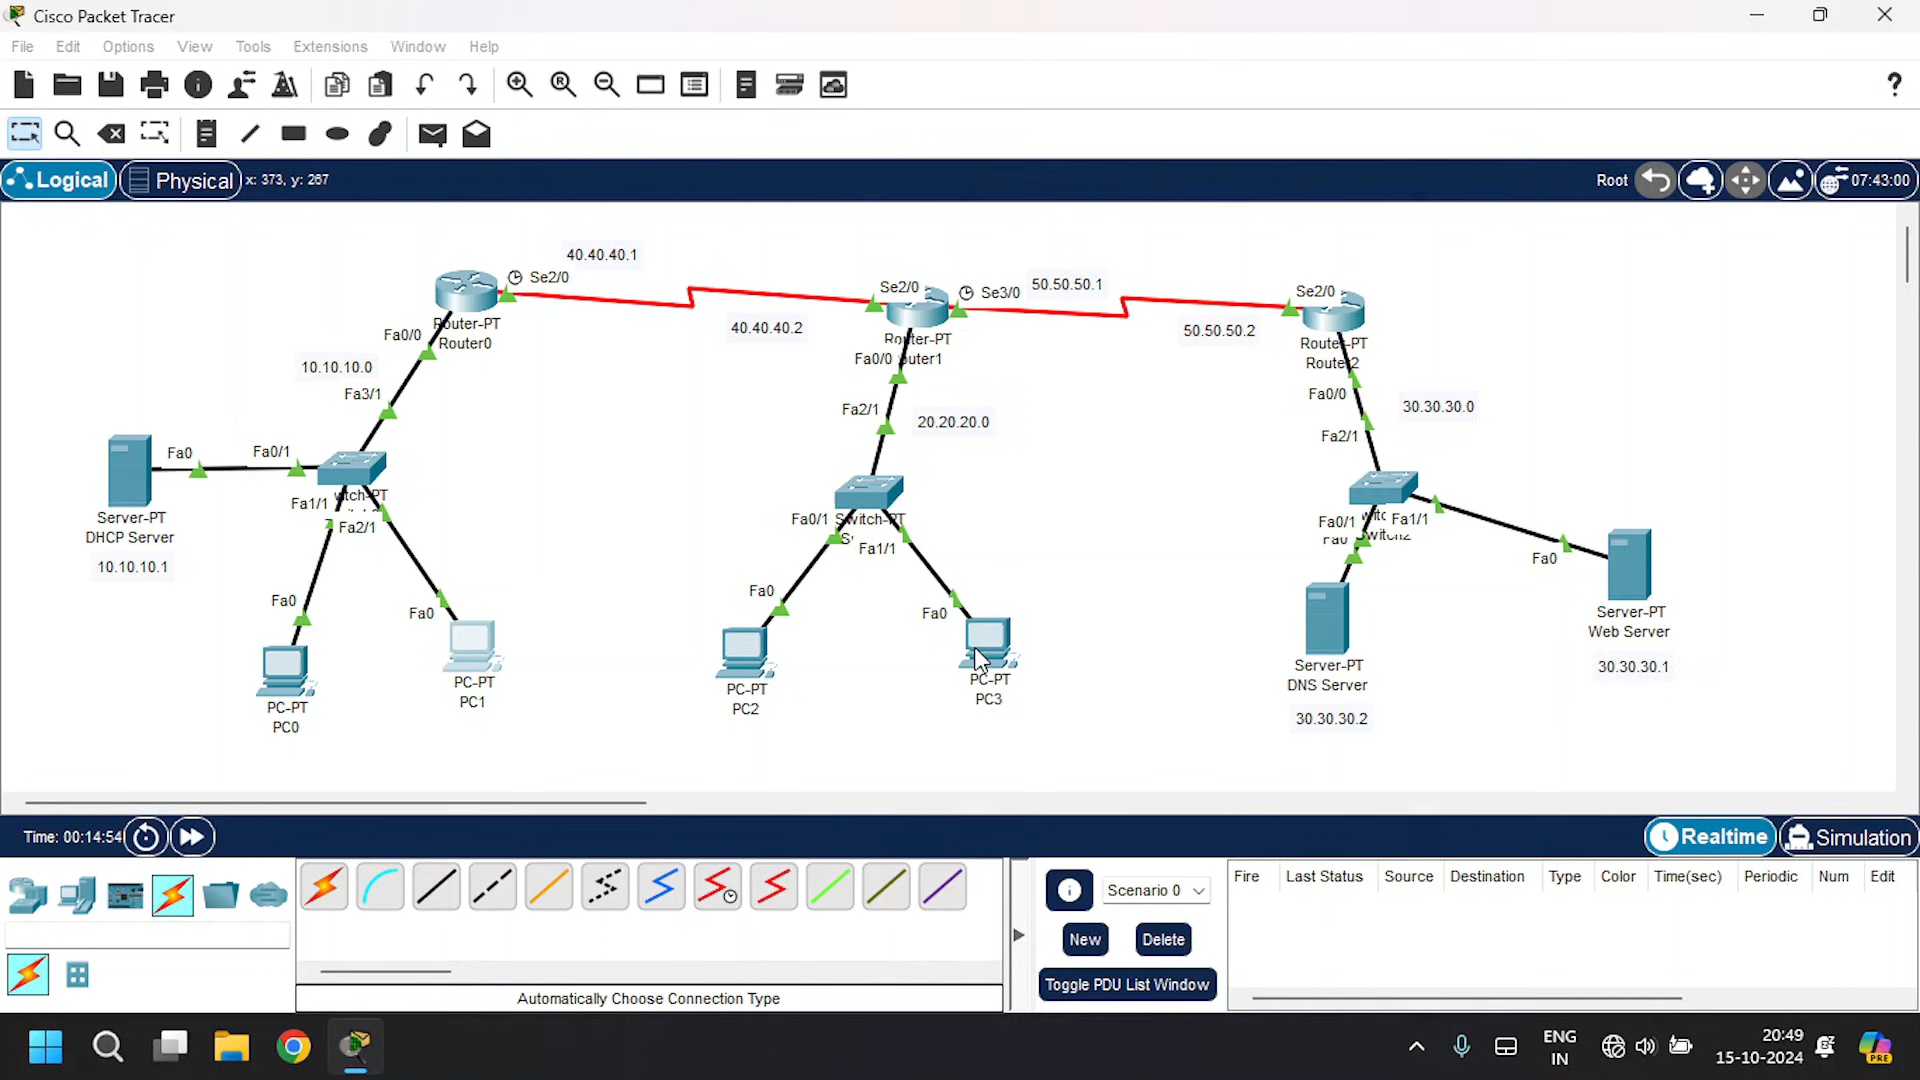 Cisco Packet Tracer
File Edit Options View Tools Extensions Window Help
Logical Physical x: 373, y: 267 Root 07:43:00
40.40.40.1
Se2/0
Se2/0
Se3/0
50.50.50.1
Se2/0
Router-PT
Router0
Fa0/0
40.40.40.2
Router-PT
Fa0/0
50.50.50.2
Router-PT
Router2
10.10.10.0
Fa3/1
Fa0/0
Fa2/1
20.20.20.0
30.30.30.0
Fa2/1
Fa0
Fa0/1
Fa1/1
Fa2/1
Server-PT
DHCP Server
10.10.10.1
Fa0/1
Switch-PT
Fa1/1
Fa0/1
Fa1/1
Fa0
Switch2
Fa0
Fa0
Fa0
Fa0
Fa0
Server-PT
Web Server
30.30.30.1
PC-PT
PC0
PC-PT
PC1
PC-PT
PC2
PC-PT
PC3
Server-PT
DNS Server
30.30.30.2
Time: 00:14:54 Realtime Simulation
Scenario 0
New Delete
Toggle PDU List Window
Fire Last Status Source Destination Type Color Time(sec) Periodic Num Edit
Automatically Choose Connection Type
ENG
IN
20:49
15-10-2024
PRE